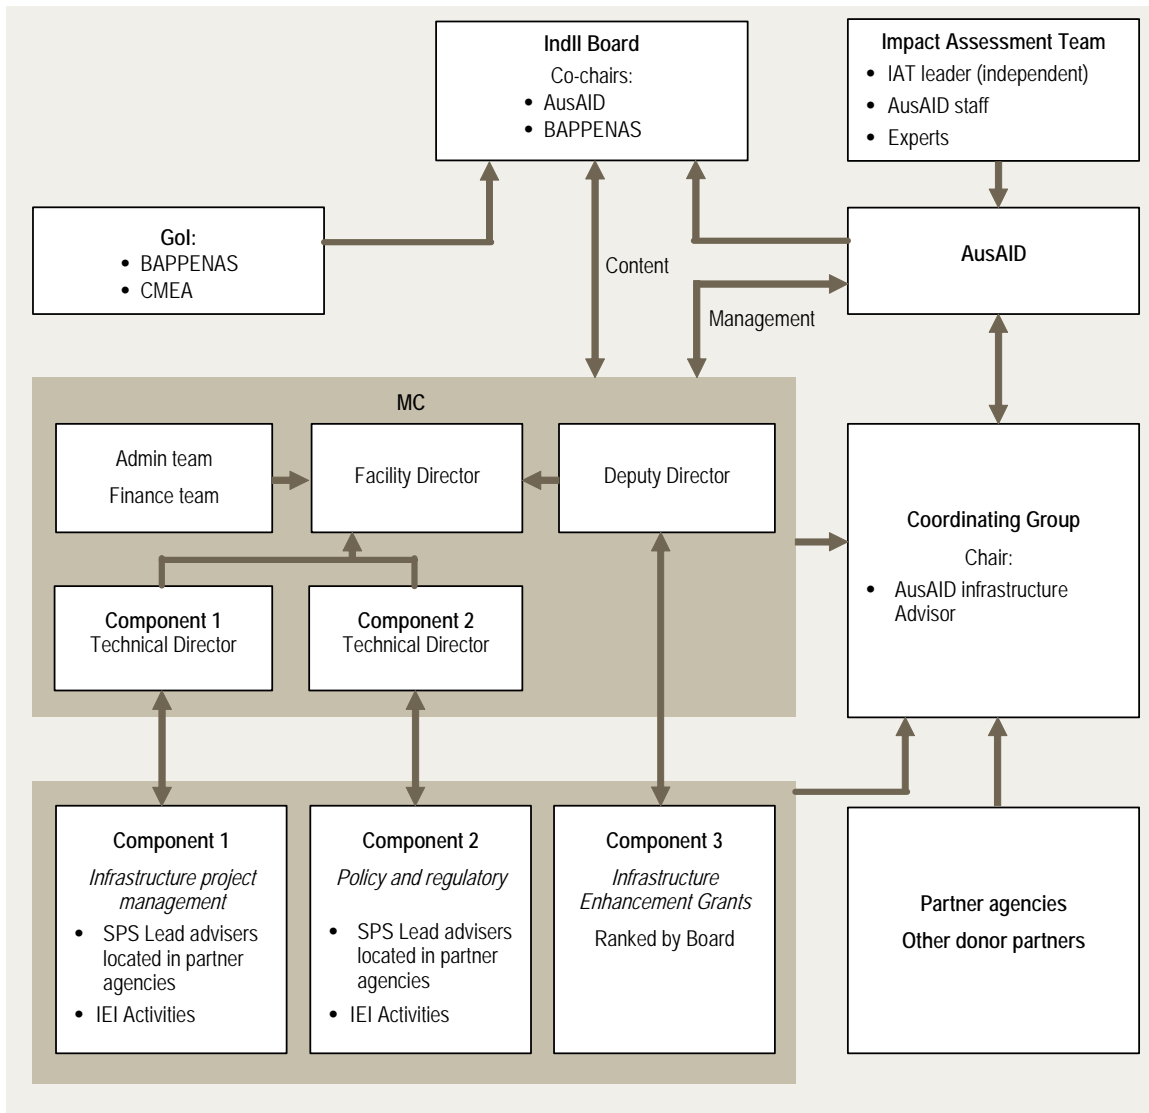 IndII Board
Co-chairs:
• AusAID
• BAPPENAS
Impact Assessment Team
• IAT leader (independent)
• AusAID staff
• Experts
GoI:
• BAPPENAS
• CMEA
AusAID
Content
Management
MC
Admin team
Finance team
Facility Director
Deputy Director
Coordinating Group
Chair:
• AusAID infrastructure
Advisor
Component 1
Technical Director
Component 2
Technical Director
Component 1
Infrastructure project
management
• SPS Lead advisers
located in partner
agencies
• IEI Activities
Component 2
Policy and regulatory
• SPS Lead advisers
located in partner
agencies
• IEI Activities
Component 3
Infrastructure
Enhancement Grants
Ranked by Board
Partner agencies
Other donor partners